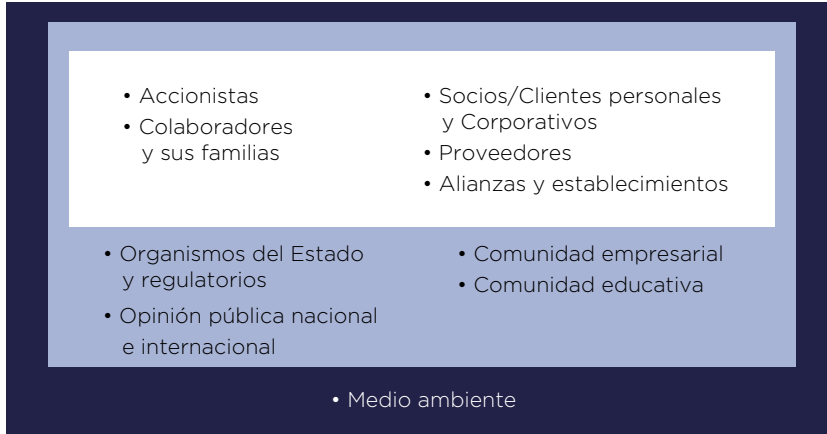 • Accionistas
• Colaboradores
y sus familias
• Socios/Clientes personales
y Corporativos
• Proveedores
• Alianzas y establecimientos
• Organismos del Estado
y regulatorios
• Opinión pública nacional
e internacional
• Comunidad empresarial
• Comunidad educativa
• Medio ambiente